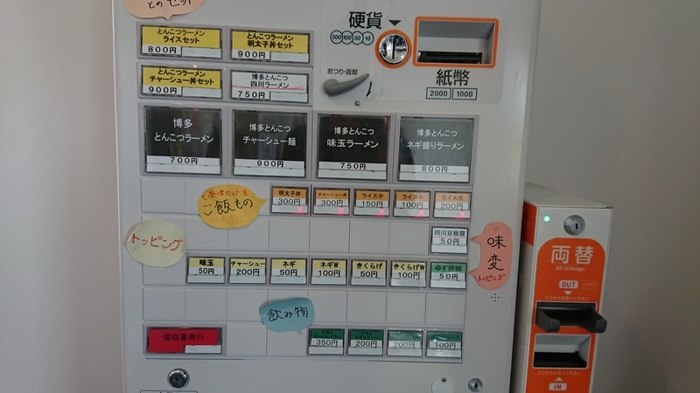 とのセット
とんこつラーメン
ライスセット
800円
とんこつラーメン
明太子丼セット
900円
とんこつラーメン
チャーシュー丼セット
900円
博多とんこつ
四川ラーメン
750円
硬貨
500 100 50 10
おつり・返却
紙幣
2000 1000
博多
とんこつラーメン
700円
博多とんこつ
チャーシュー麺
900円
博多とんこつ
味玉ラーメン
750円
博多とんこつ
ネギ盛りラーメン
800円
ご飯もの
明太子丼
300円
チャーシュー丼
300円
ライス中
150円
ライス小
100円
ライス大
200円
四川豆板醤
50円
味変
トッピング
トッピング
味玉
50円
チャーシュー
200円
ネギ
50円
ネギW
100円
きくらげ
50円
きくらげW
100円
ゆず胡椒
50円
飲み物
領収書発行
350円
200円
200円
100円
両替
Bill Exchanger
OUT
IN